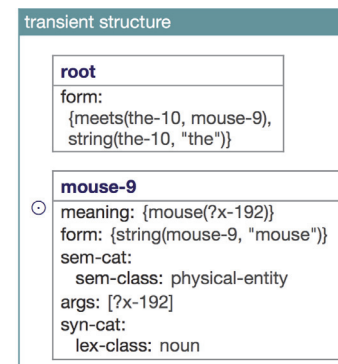 transient structure
root
form:
{meets(the-10, mouse-9),
string(the-10, "the")}
mouse-9
meaning: {mouse(?x-192)}
form: {string(mouse-9, "mouse")}
sem-cat:
sem-class: physical-entity
args: [?x-192]
syn-cat:
lex-class: noun